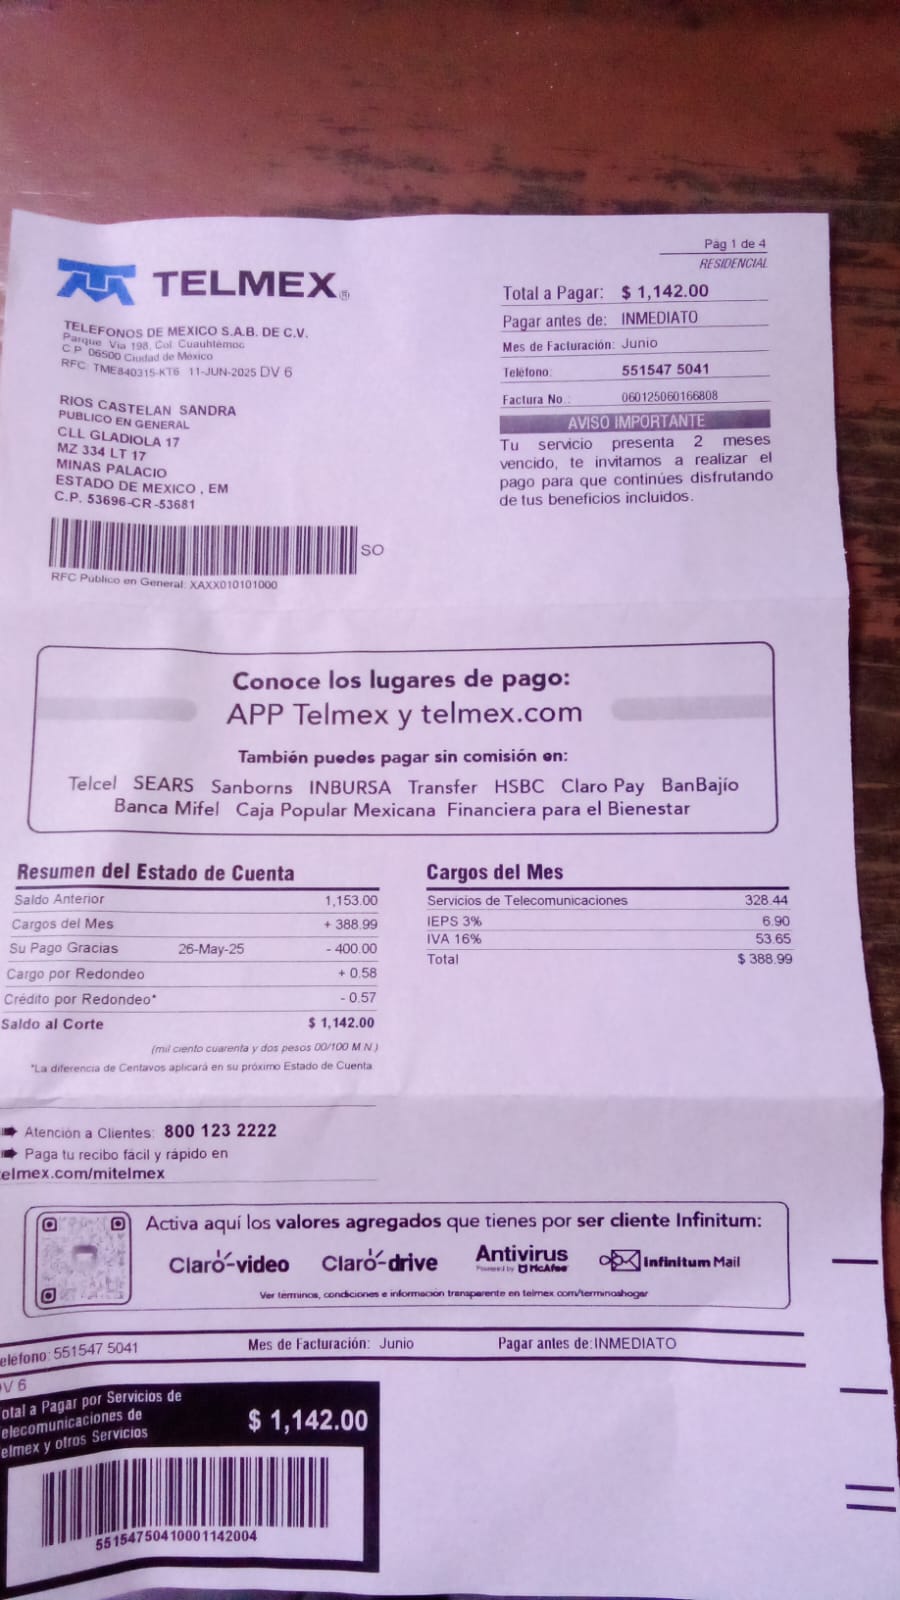 TELMEX®
TELEFONOS DE MEXICO S.A.B. DE C.V.
Parque Via 198, Col. Cuauhtemoc
C.P. 06500 Ciudad de México
RFC: TME840315-KT6 11-JUN-2025 DV 6
RIOS CASTELAN SANDRA
PUBLICO EN GENERAL
CLL GLADIOLA 17
MZ 334 LT 17
MINAS PALACIO
ESTADO DE MEXICO , EM
C.P. 53696-CR -53681
SO
RFC Publico en General: XAXX010101000
Pág 1 de 4
RESIDENCIAL
Total a Pagar: $ 1,142.00
Pagar antes de: INMEDIATO
Mes de Facturación: Junio
Teléfono: 551547 5041
Factura No.: 060125060166808
AVISO IMPORTANTE
Tu servicio presenta 2 meses
vencido, te invitamos a realizar el
pago para que continúes disfrutando
de tus beneficios incluidos.
Conoce los lugares de pago:
APP Telmex y telmex.com
También puedes pagar sin comisión en:
Telcel SEARS Sanborns INBURSA Transfer HSBC Claro Pay BanBajío
Banca Mifel Caja Popular Mexicana Financiera para el Bienestar
Resumen del Estado de Cuenta
Saldo Anterior 1,153.00
Cargos del Mes + 388.99
Su Pago Gracias 26-May-25 - 400.00
Cargo por Redondeo + 0.58
Crédito por Redondeo* - 0.57
Saldo al Corte $ 1,142.00
(mil ciento cuarenta y dos pesos 00/100 M.N.)
*La diferencia de Centavos aplicará en su próximo Estado de Cuenta
Cargos del Mes
Servicios de Telecomunicaciones 328.44
IEPS 3% 6.90
IVA 16% 53.65
Total $ 388.99
Atención a Clientes: 800 123 2222
Paga tu recibo fácil y rápido en
elmex.com/mitelmex
Activa aquí los valores agregados que tienes por ser cliente Infinitum:
Claro-video Claro-drive Antivirus Powered by McAfee Infinitum Mail
Ver términos, condiciones e información transparente en telmex.com/terminoshogar
eléfono: 551547 5041 Mes de Facturación: Junio Pagar antes de:INMEDIATO
V 6
otal a Pagar por Servicios de
elecomunicaciones de
elmex y otros Servicios
$ 1,142.00
55154750410001142004